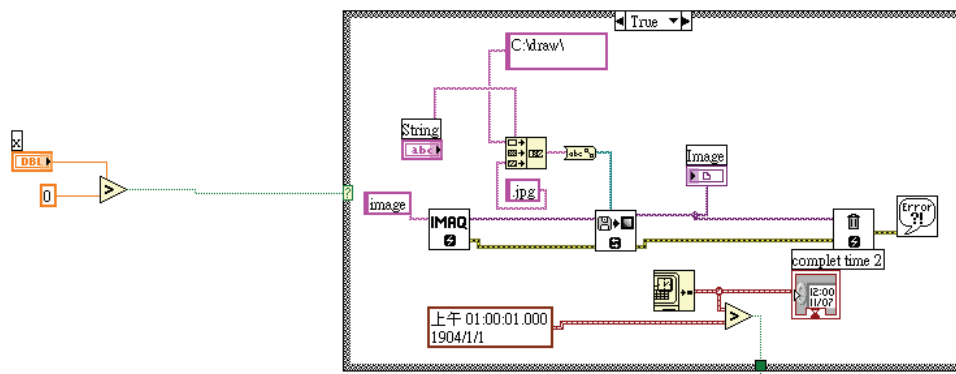 True
C:\draw\
String
abc
x
DBL
0
>
?
image
.jpg
abc
Image
IMAQ
Error
?!
complet time 2
12:00
11/07
>
上午 01:00:01.000
1904/1/1